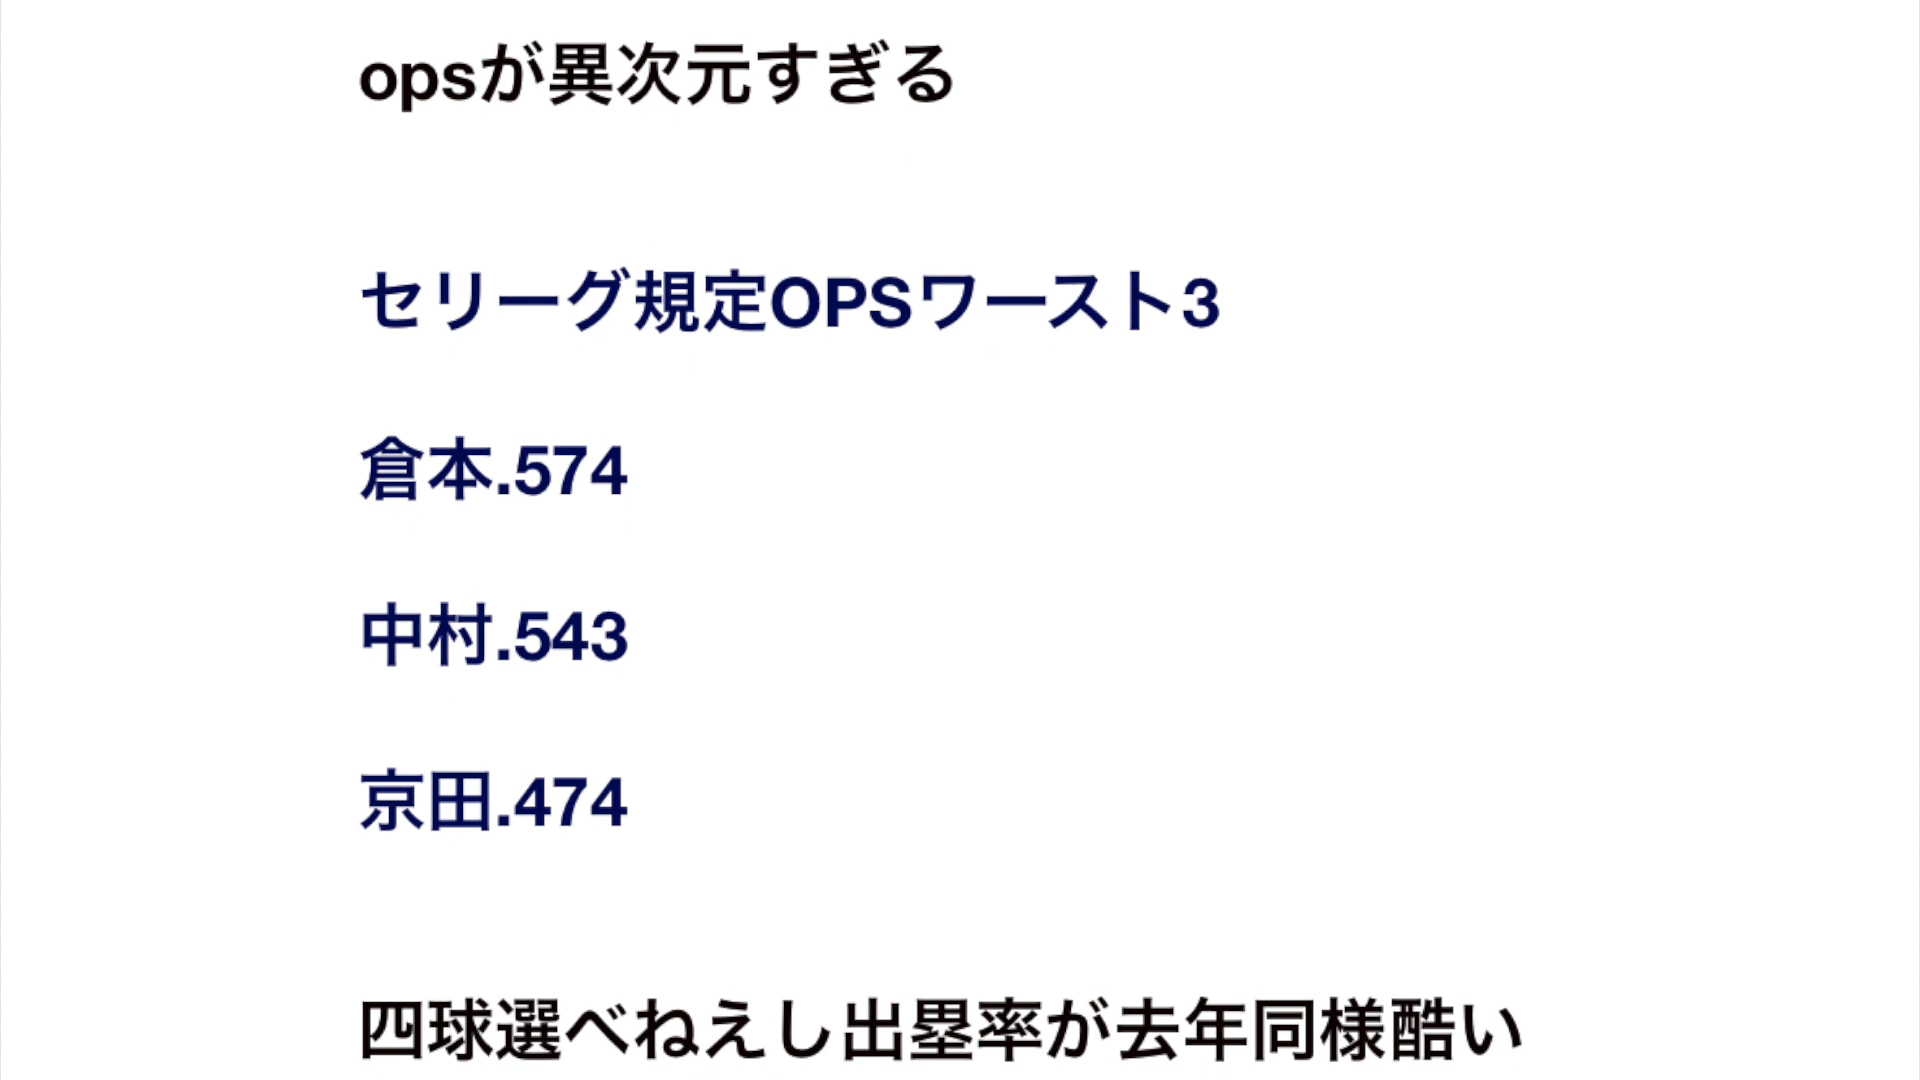 opsが異次元すぎる
セリーグ規定OPSワースト3
倉本.574
中村.543
京田.474
四球選べねえし出塁率が去年同様酷い